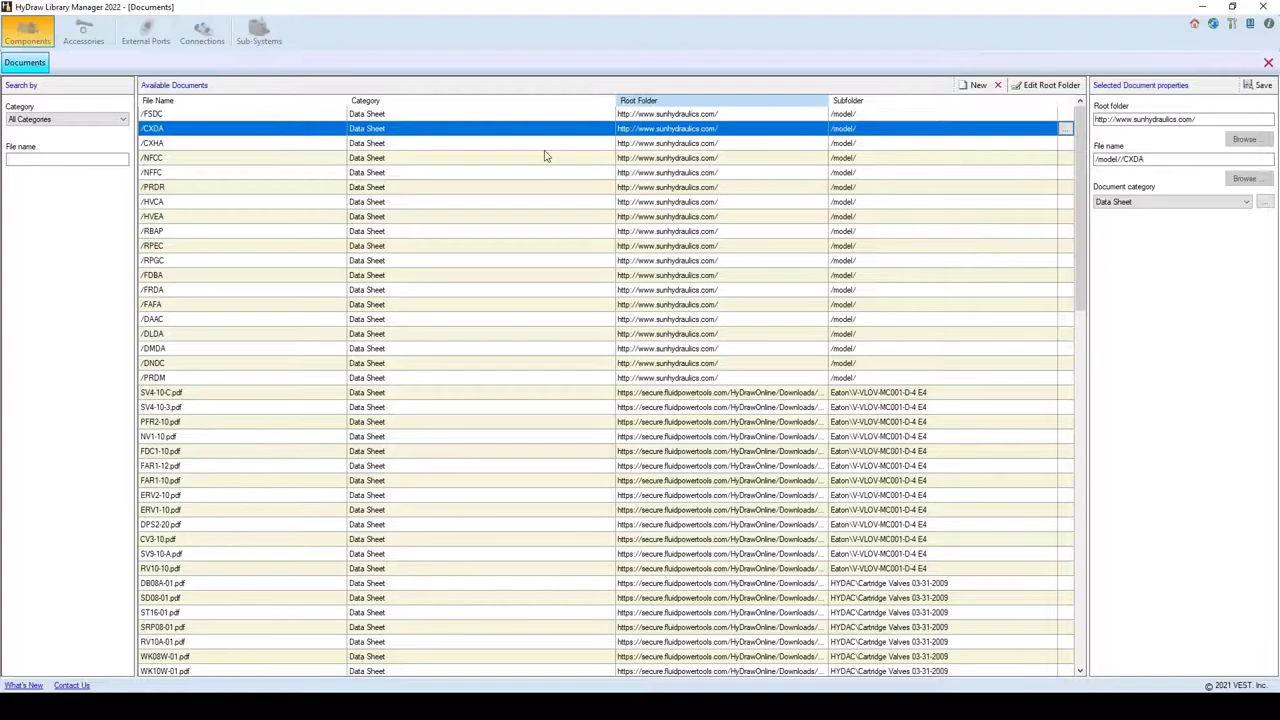 HyDraw Library Manager 2022 - [Documents]
Components Accessories External Ports Connections Sub-Systems
Documents
Search by
Category
All Categories
File name
Available Documents New Edit Root Folder
File Name Category Root Folder Subfolder
/FSDC Data Sheet http://www.sunhydraulics.com/ /model/
/CXDA Data Sheet http://www.sunhydraulics.com/ /model/ ...
/CXHA Data Sheet http://www.sunhydraulics.com/ /model/
/NFCC Data Sheet http://www.sunhydraulics.com/ /model/
/NFFC Data Sheet http://www.sunhydraulics.com/ /model/
/PRDR Data Sheet http://www.sunhydraulics.com/ /model/
/HVCA Data Sheet http://www.sunhydraulics.com/ /model/
/HVEA Data Sheet http://www.sunhydraulics.com/ /model/
/RBAP Data Sheet http://www.sunhydraulics.com/ /model/
/RPEC Data Sheet http://www.sunhydraulics.com/ /model/
/RPGC Data Sheet http://www.sunhydraulics.com/ /model/
/FDBA Data Sheet http://www.sunhydraulics.com/ /model/
/FRDA Data Sheet http://www.sunhydraulics.com/ /model/
/FAFA Data Sheet http://www.sunhydraulics.com/ /model/
/DAAC Data Sheet http://www.sunhydraulics.com/ /model/
/DLDA Data Sheet http://www.sunhydraulics.com/ /model/
/DMDA Data Sheet http://www.sunhydraulics.com/ /model/
/DNDC Data Sheet http://www.sunhydraulics.com/ /model/
/PRDM Data Sheet http://www.sunhydraulics.com/ /model/
SV4-10-C.pdf Data Sheet https://secure.fluidpowertools.com/HyDrawOnline/Downloads/... Eaton\V-VLOV-MC001-D-4 E4
SV4-10-3.pdf Data Sheet https://secure.fluidpowertools.com/HyDrawOnline/Downloads/... Eaton\V-VLOV-MC001-D-4 E4
PFR2-10.pdf Data Sheet https://secure.fluidpowertools.com/HyDrawOnline/Downloads/... Eaton\V-VLOV-MC001-D-4 E4
NV1-10.pdf Data Sheet https://secure.fluidpowertools.com/HyDrawOnline/Downloads/... Eaton\V-VLOV-MC001-D-4 E4
FDC1-10.pdf Data Sheet https://secure.fluidpowertools.com/HyDrawOnline/Downloads/... Eaton\V-VLOV-MC001-D-4 E4
FAR1-12.pdf Data Sheet https://secure.fluidpowertools.com/HyDrawOnline/Downloads/... Eaton\V-VLOV-MC001-D-4 E4
FAR1-10.pdf Data Sheet https://secure.fluidpowertools.com/HyDrawOnline/Downloads/... Eaton\V-VLOV-MC001-D-4 E4
ERV2-10.pdf Data Sheet https://secure.fluidpowertools.com/HyDrawOnline/Downloads/... Eaton\V-VLOV-MC001-D-4 E4
ERV1-10.pdf Data Sheet https://secure.fluidpowertools.com/HyDrawOnline/Downloads/... Eaton\V-VLOV-MC001-D-4 E4
DPS2-20.pdf Data Sheet https://secure.fluidpowertools.com/HyDrawOnline/Downloads/... Eaton\V-VLOV-MC001-D-4 E4
CV3-10.pdf Data Sheet https://secure.fluidpowertools.com/HyDrawOnline/Downloads/... Eaton\V-VLOV-MC001-D-4 E4
SV9-10-A.pdf Data Sheet https://secure.fluidpowertools.com/HyDrawOnline/Downloads/... Eaton\V-VLOV-MC001-D-4 E4
RV10-10.pdf Data Sheet https://secure.fluidpowertools.com/HyDrawOnline/Downloads/... Eaton\V-VLOV-MC001-D-4 E4
DB08A-01.pdf Data Sheet https://secure.fluidpowertools.com/HyDrawOnline/Downloads/... HYDAC\Cartridge Valves 03-31-2009
SD08-01.pdf Data Sheet https://secure.fluidpowertools.com/HyDrawOnline/Downloads/... HYDAC\Cartridge Valves 03-31-2009
ST16-01.pdf Data Sheet https://secure.fluidpowertools.com/HyDrawOnline/Downloads/... HYDAC\Cartridge Valves 03-31-2009
SRP08-01.pdf Data Sheet https://secure.fluidpowertools.com/HyDrawOnline/Downloads/... HYDAC\Cartridge Valves 03-31-2009
RV10A-01.pdf Data Sheet https://secure.fluidpowertools.com/HyDrawOnline/Downloads/... HYDAC\Cartridge Valves 03-31-2009
WK08W-01.pdf Data Sheet https://secure.fluidpowertools.com/HyDrawOnline/Downloads/... HYDAC\Cartridge Valves 03-31-2009
WK10W-01.pdf Data Sheet https://secure.fluidpowertools.com/HyDrawOnline/Downloads/... HYDAC\Cartridge Valves 03-31-2009
Selected Document properties Save
Root folder
http://www.sunhydraulics.com/
Browse ...
File name
/model//CXDA
Browse ...
Document category
Data Sheet ...
What's New Contact Us © 2021 VEST. Inc.